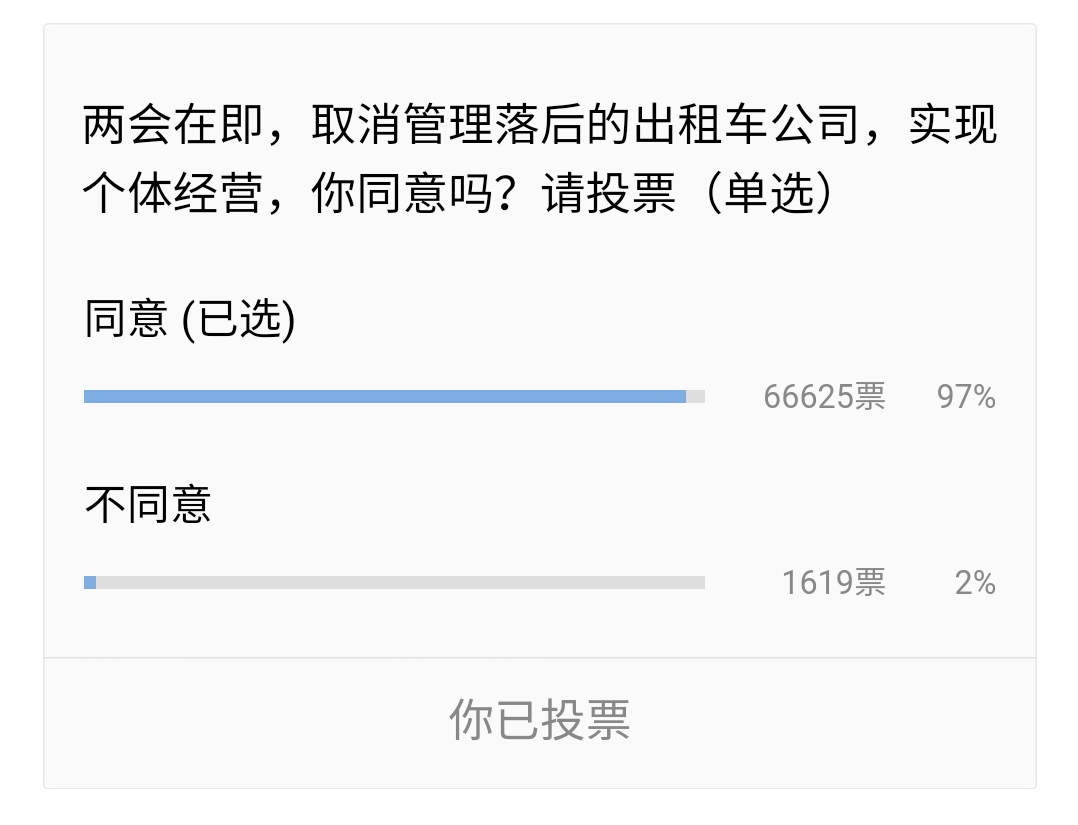 两会在即，取消管理落后的出租车公司，实现
个体经营，你同意吗？请投票（单选）
同意 (已选)
66625票 97%
不同意
1619票 2%
你已投票